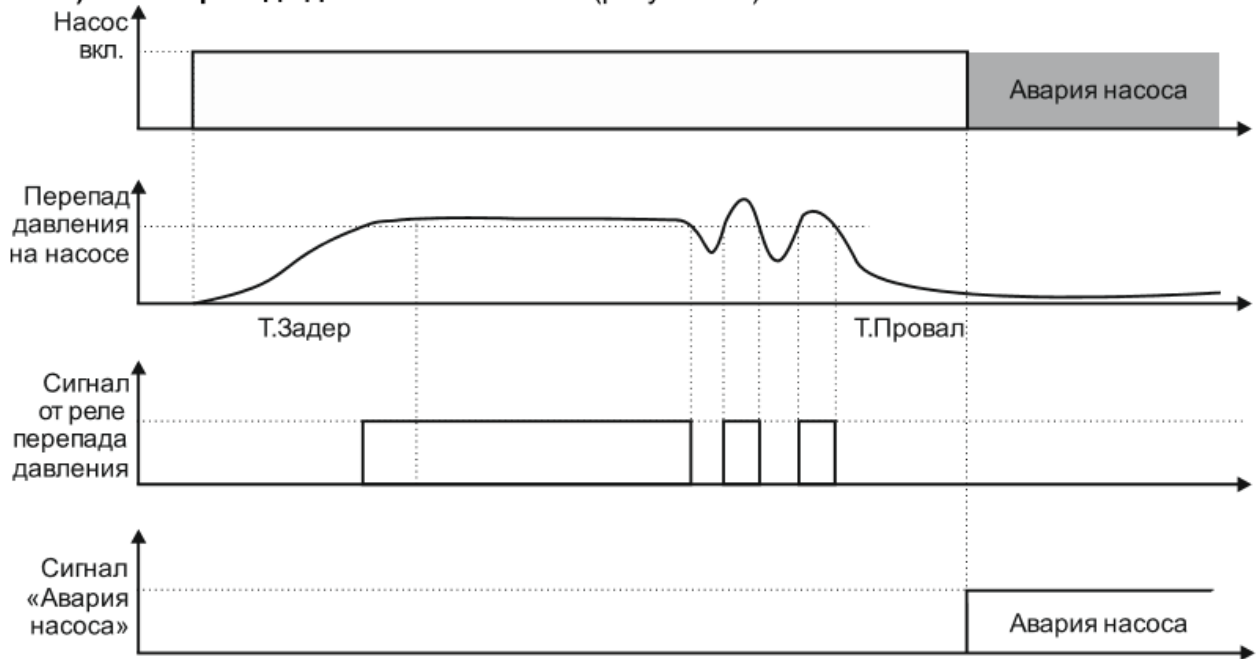 Насос
вкл.
Авария насоса
Перепад
давления
на насосе
Т.Задер
Т.Провал
Сигнал
от реле
перепада
давления
Сигнал
«Авария
насоса»
Авария насоса